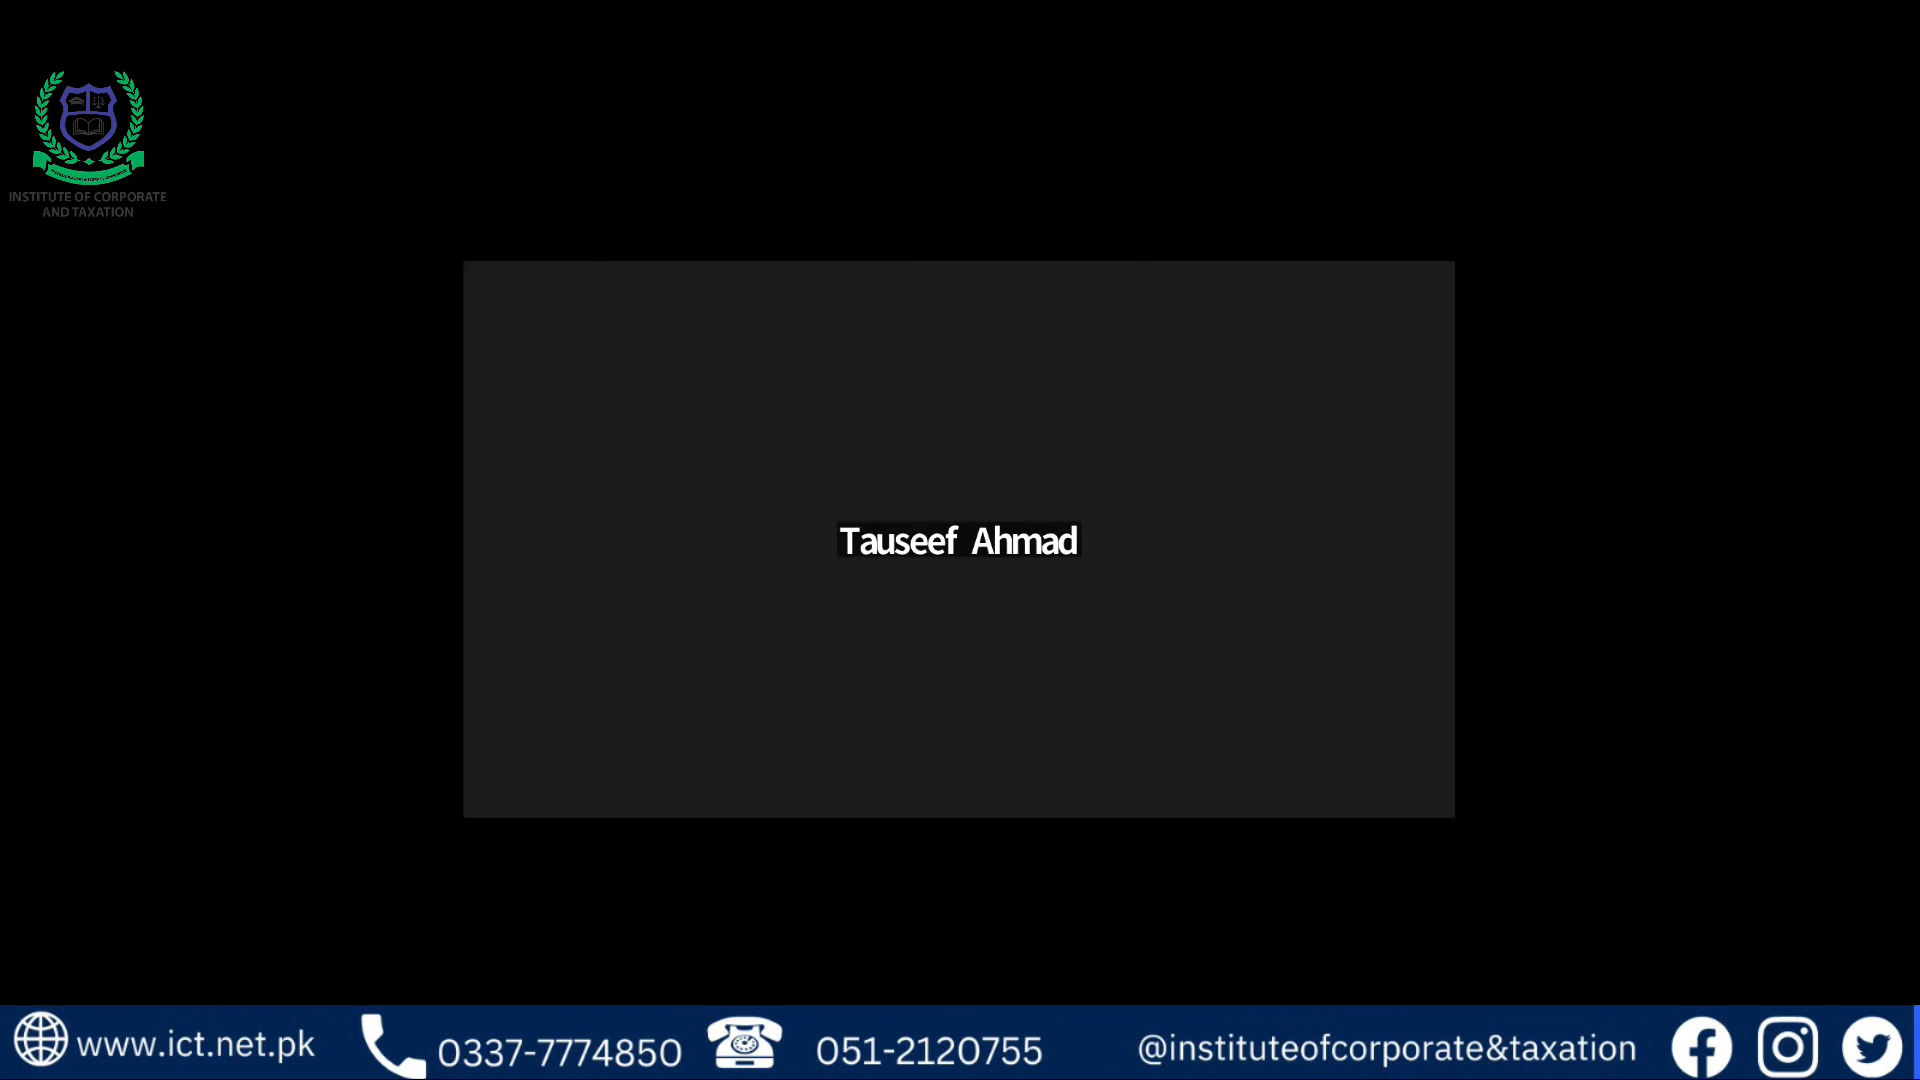 INSTITUTE OF CORPORATE
AND TAXATION
Tauseef Ahmad
www.ict.net.pk
0337-7774850
051-2120755
@instituteofcorporate&taxation